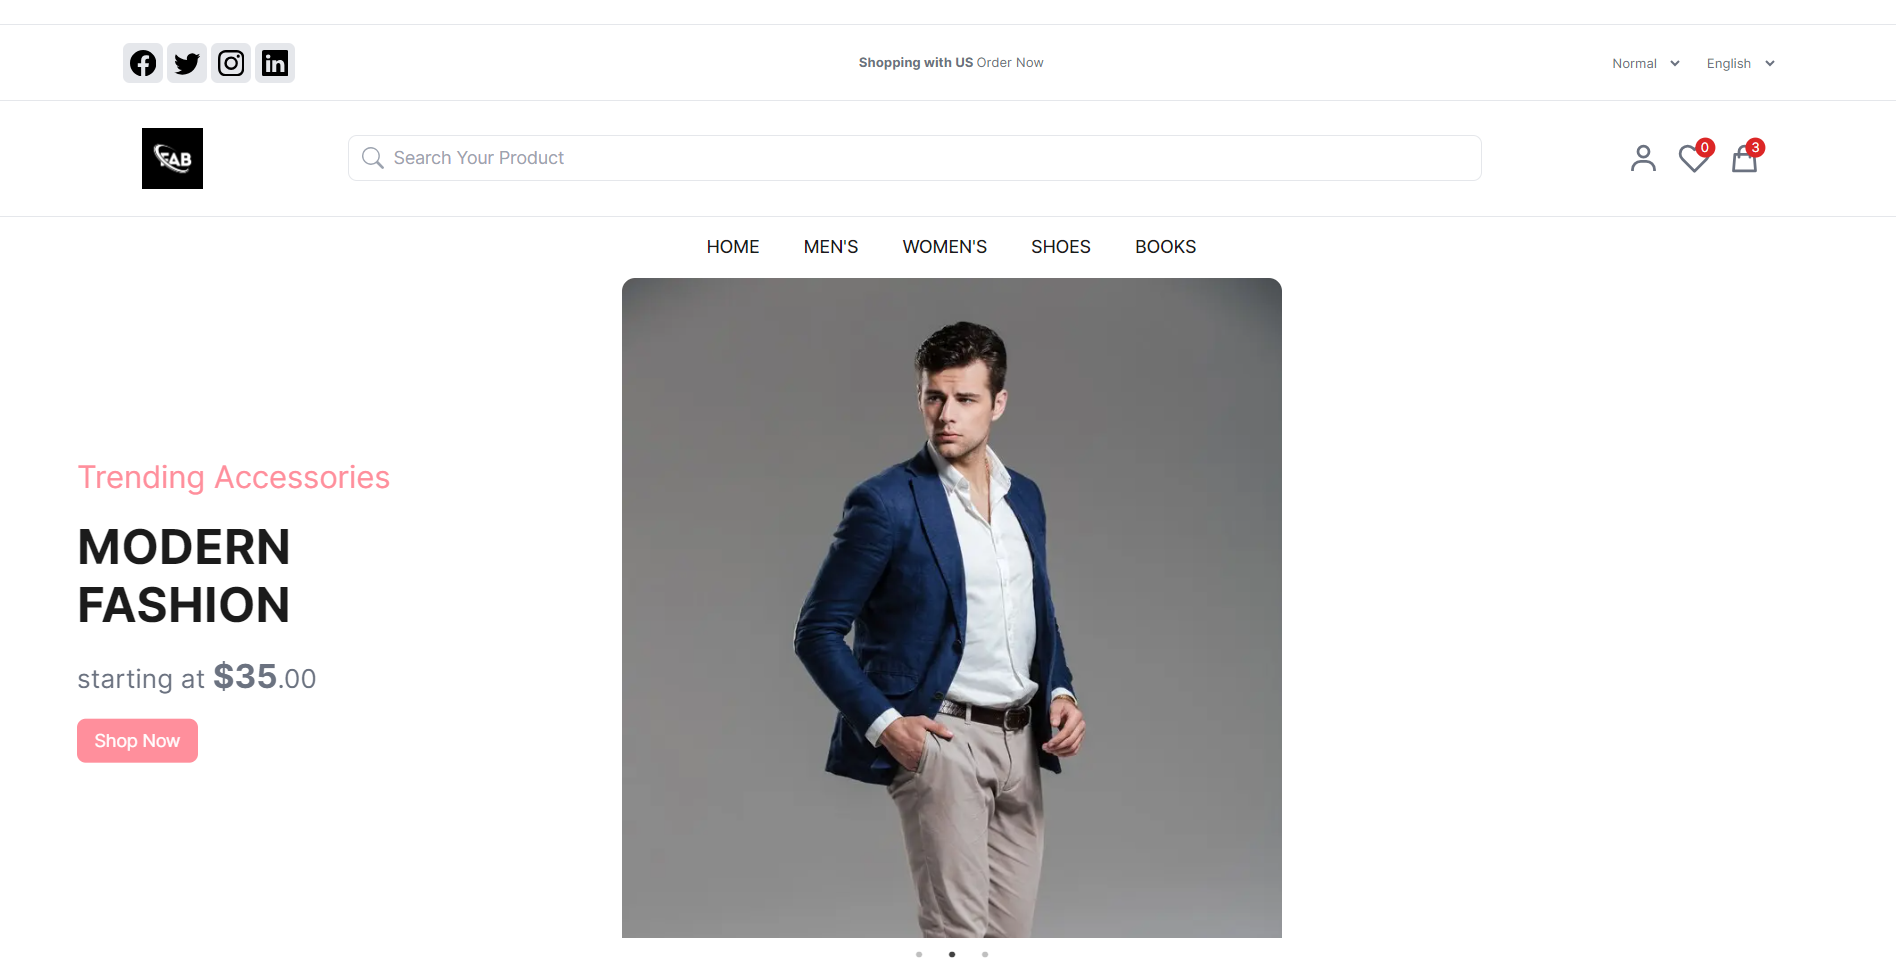 Shopping with US Order Now
Normal
English
FAB
Search Your Product
0
3
HOME MEN'S WOMEN'S SHOES BOOKS
Trending Accessories
MODERN
FASHION
starting at $35.00
Shop Now